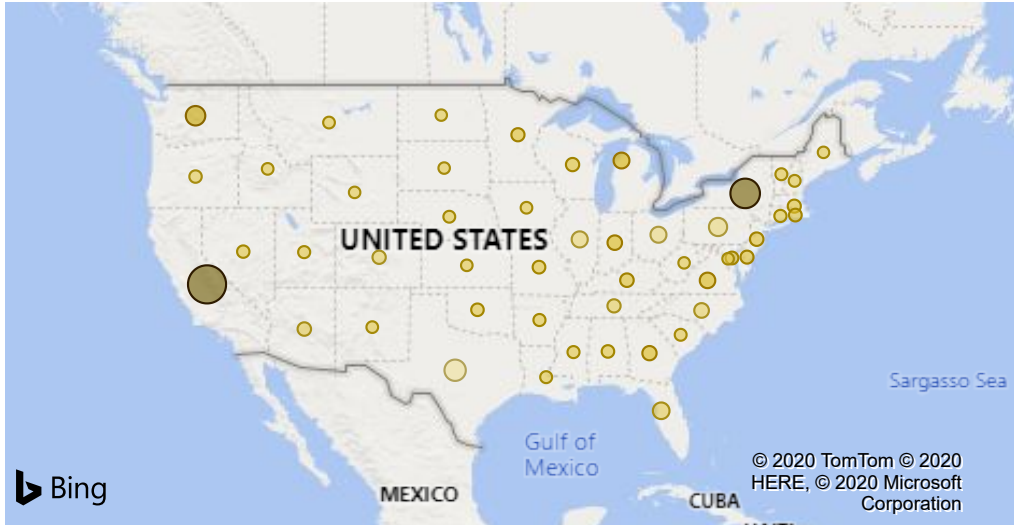 UNITED STATES
Sargasso Sea
Gulf of
Mexico
© 2020 TomTom © 2020
HERE, © 2020 Microsoft
Corporation
Bing
MEXICO
CUBA